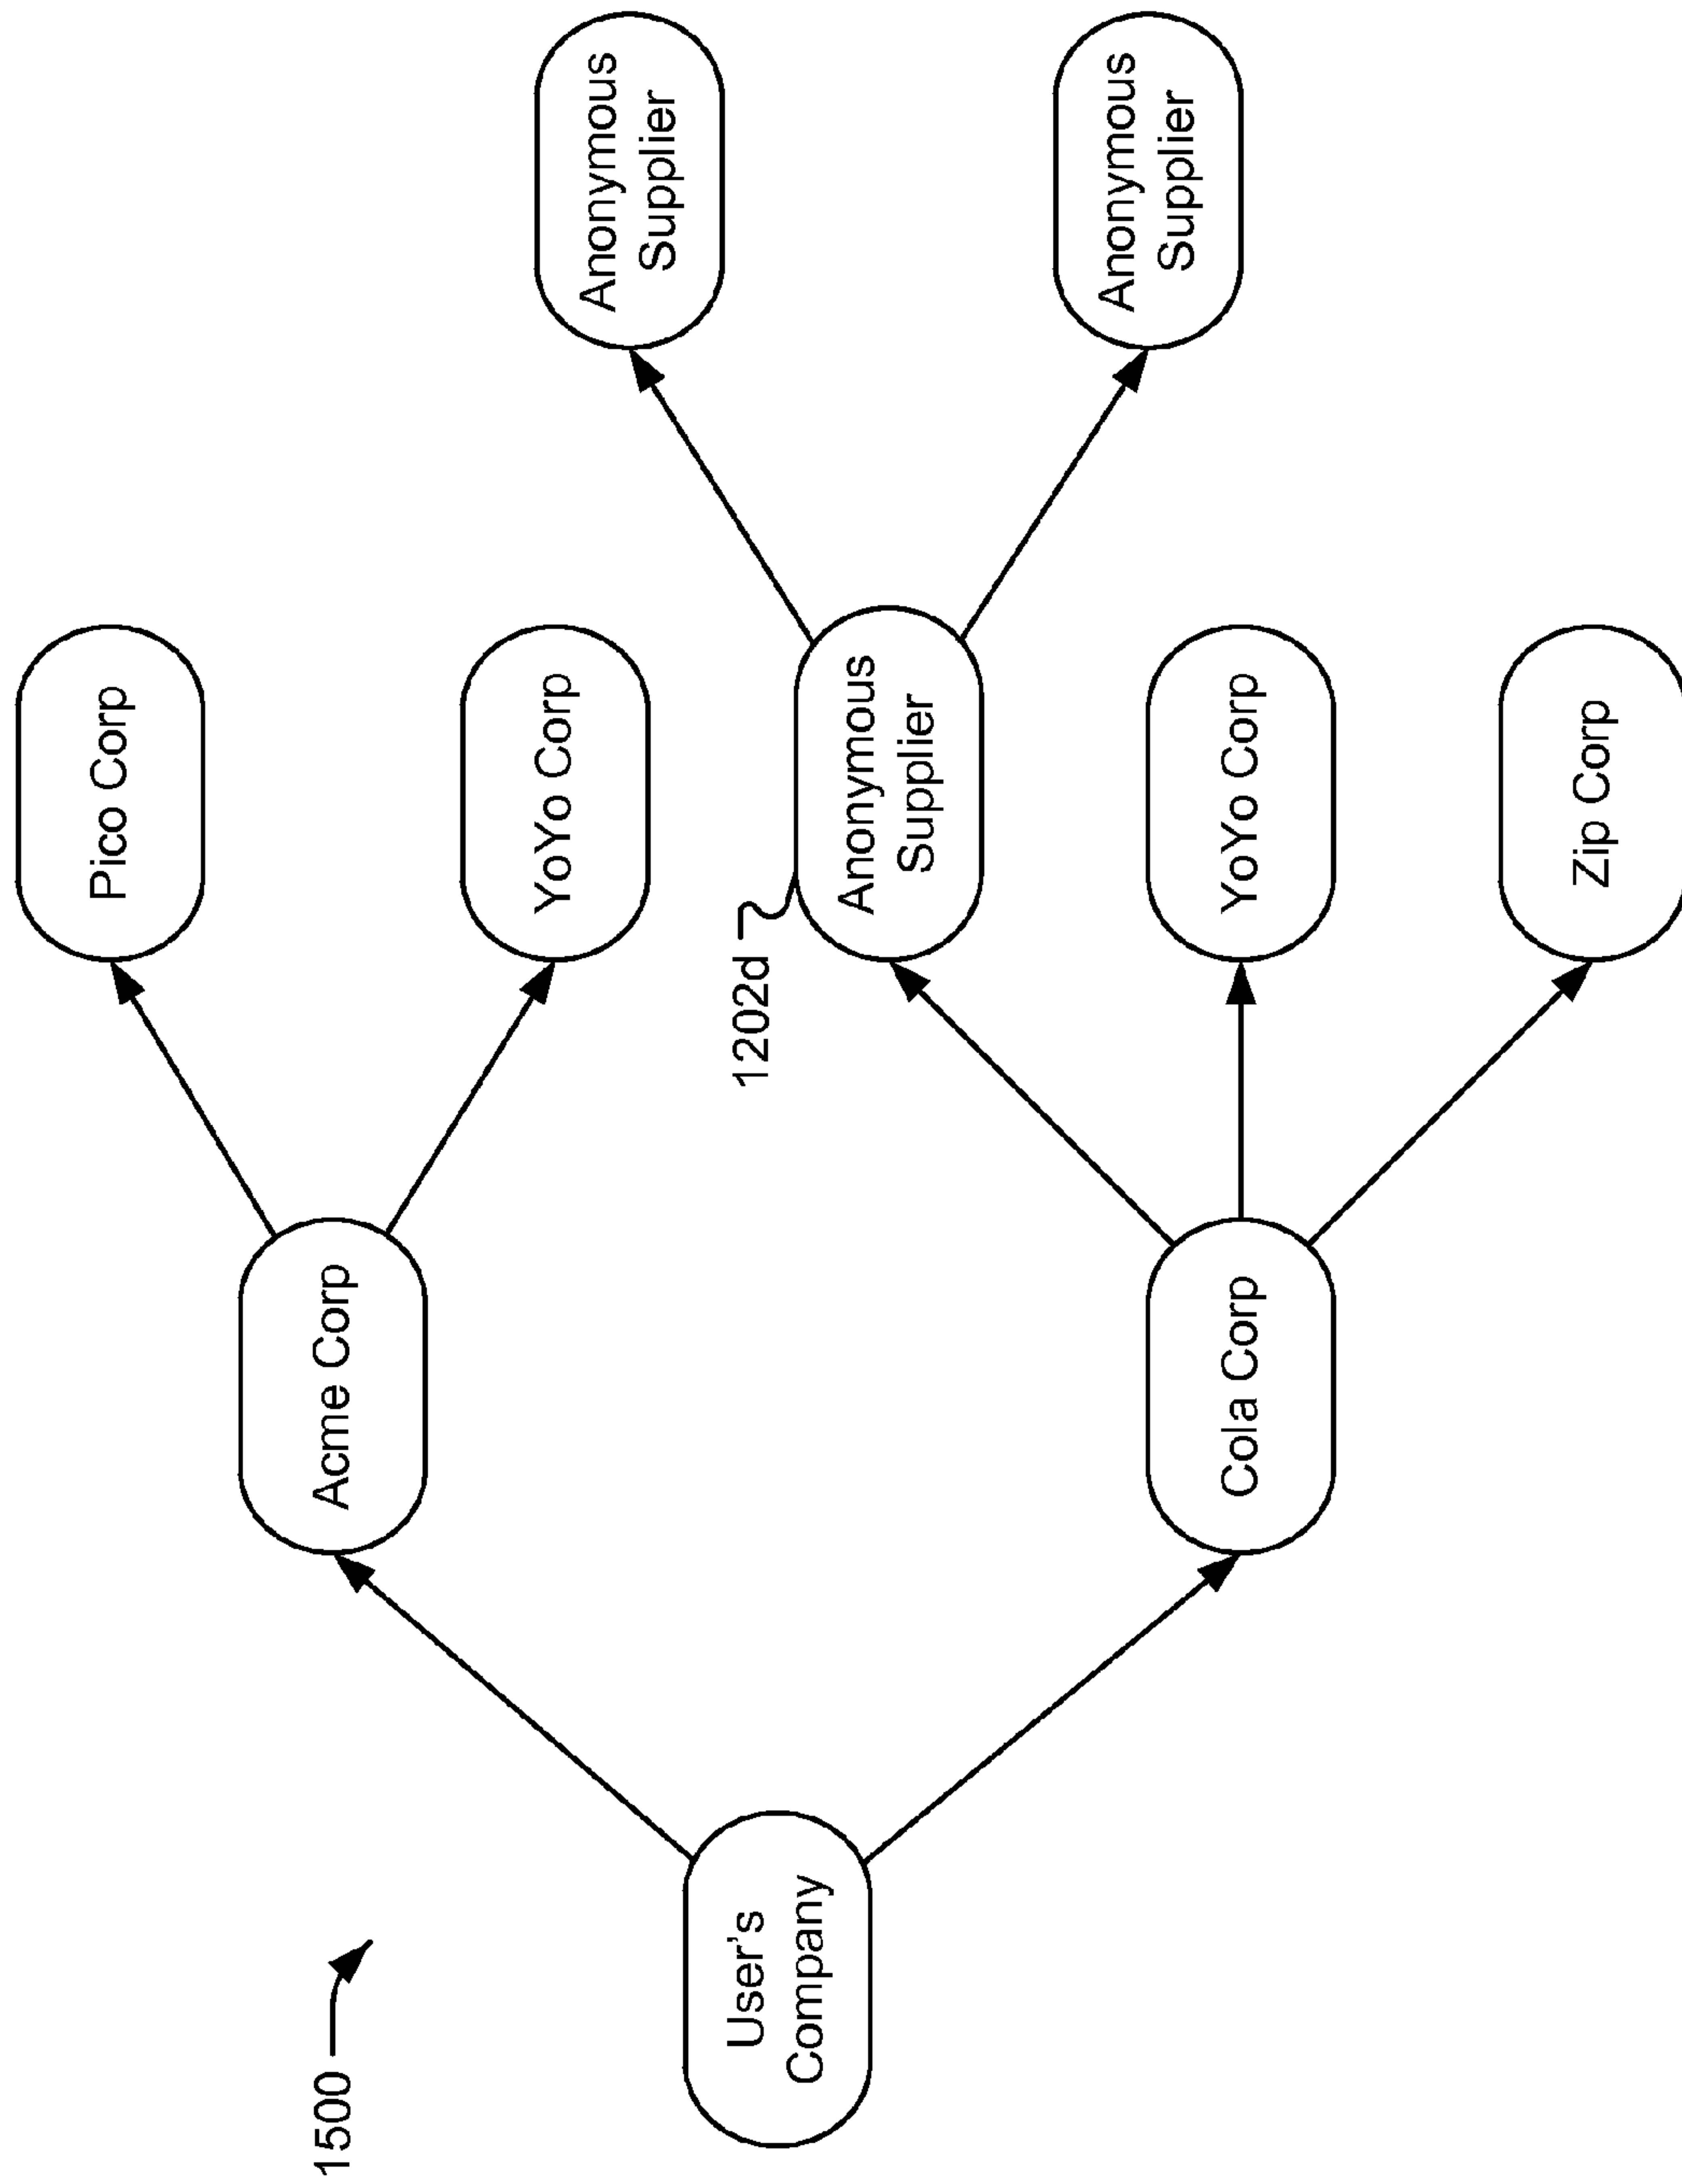 1500
User's
Company
Acme Corp
Cola Corp
Pico Corp
YoYo Corp
1202d
Anonymous
Supplier
YoYo Corp
Zip Corp
Anonymous
Supplier
Anonymous
Supplier